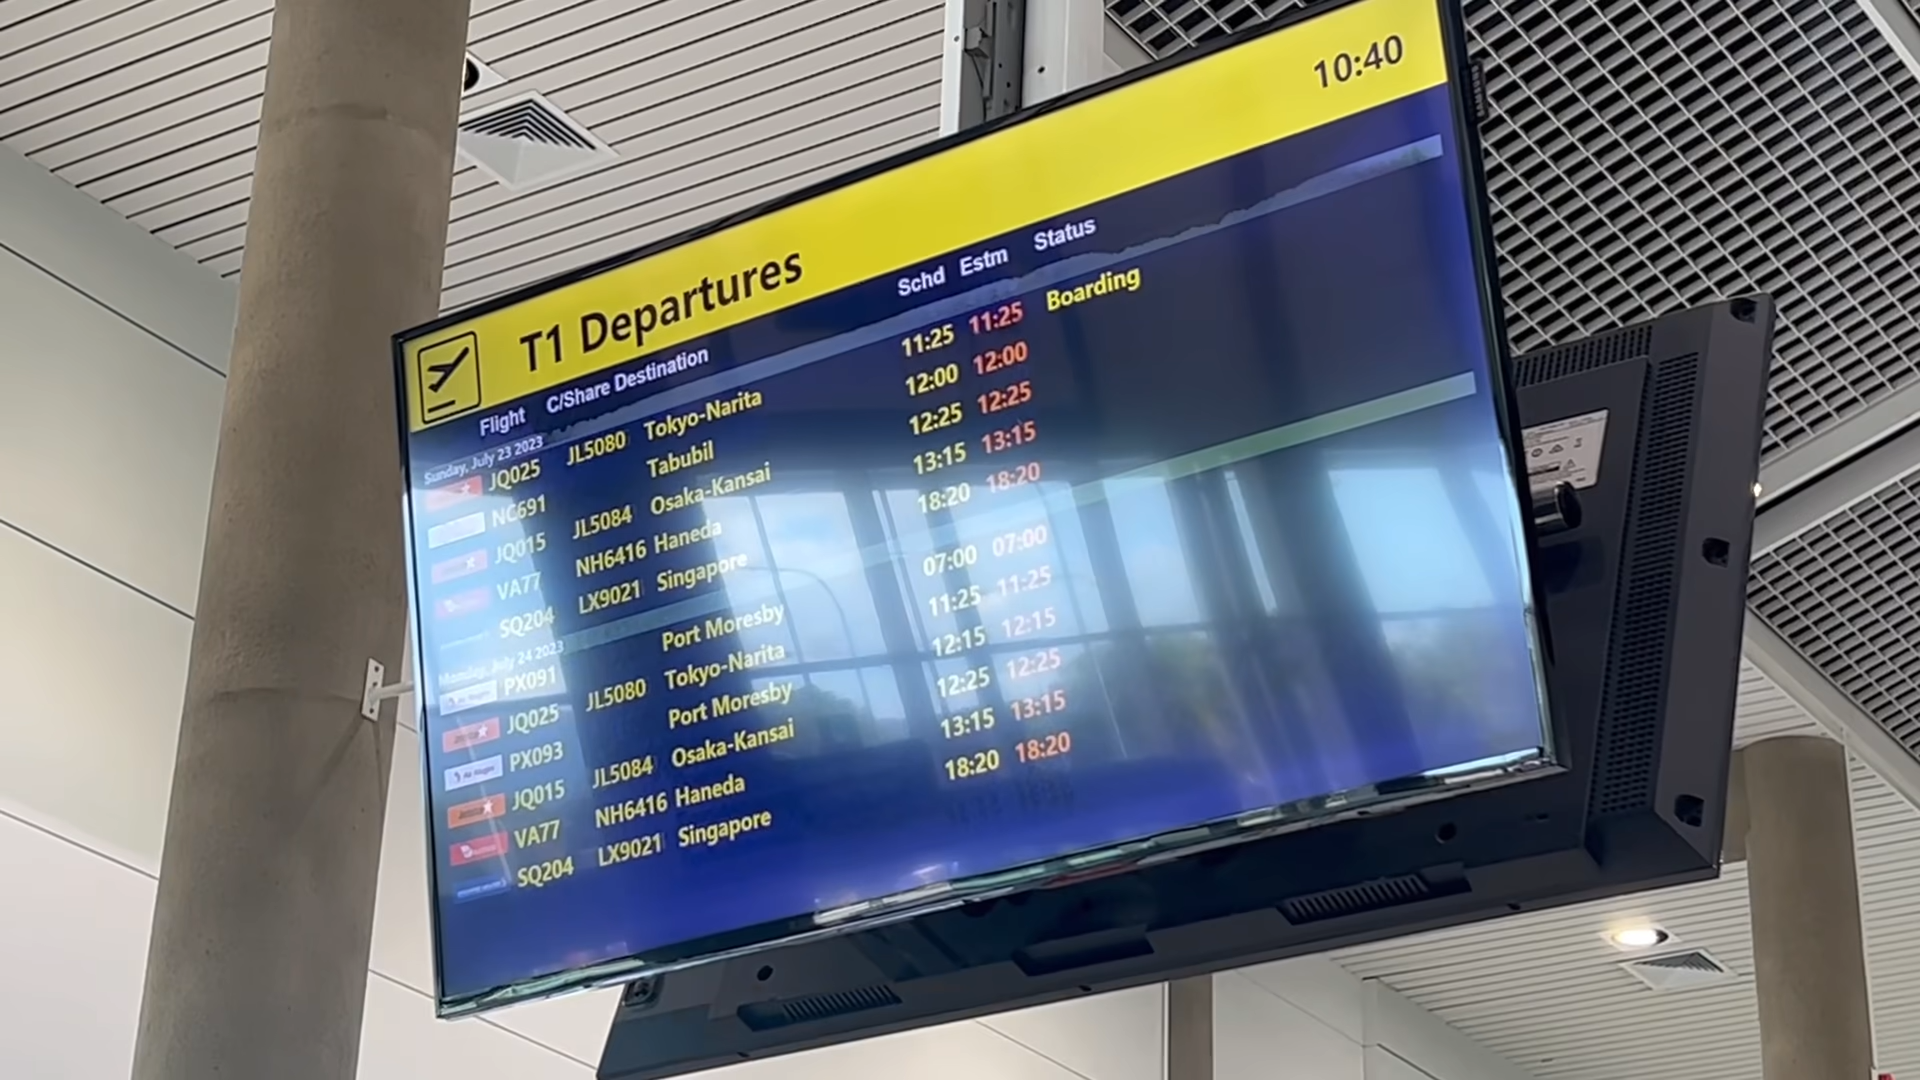 10:40
T1 Departures
Flight C/Share Destination Schd Estm Status
Sunday, July 23 2023
JQ025 JL5080 Tokyo-Narita 11:25 11:25 Boarding
NC691 Tabubil 12:00 12:00
JQ015 JL5084 Osaka-Kansai 12:25 12:25
VA77 NH6416 Haneda 13:15 13:15
SQ204 LX9021 Singapore 18:20 18:20
Monday, July 24 2023
PX091 Port Moresby 07:00 07:00
JQ025 JL5080 Tokyo-Narita 11:25 11:25
PX093 Port Moresby 12:15 12:15
JQ015 JL5084 Osaka-Kansai 12:25 12:25
VA77 NH6416 Haneda 13:15 13:15
SQ204 LX9021 Singapore 18:20 18:20